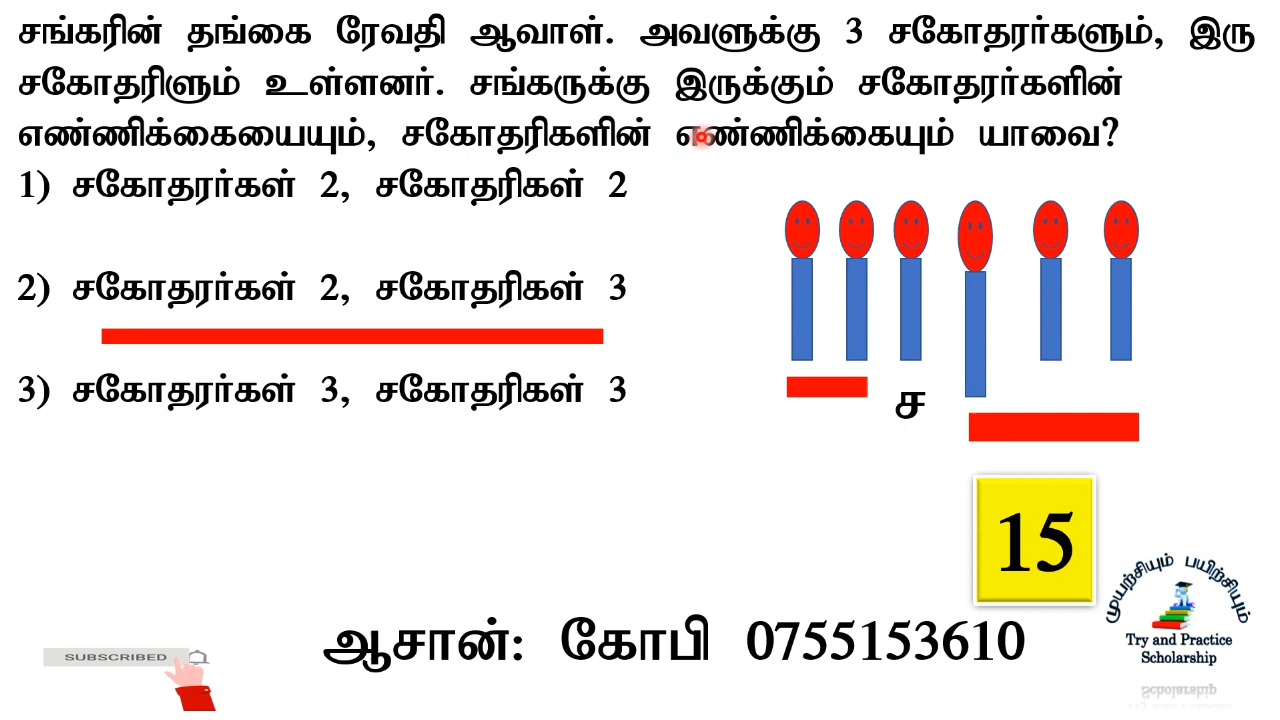 சங்கரின் தங்கை ரேவதி ஆவாள். அவளுக்கு 3 சகோதரர்களும், இரு
சகோதரிளும் உள்ளனர். சங்கருக்கு இருக்கும் சகோதரர்களின்
எண்ணிக்கையையும், சகோதரிகளின் எண்ணிக்கையும் யாவை?
1) சகோதரர்கள் 2, சகோதரிகள் 2
2) சகோதரர்கள் 2, சகோதரிகள் 3
3) சகோதரர்கள் 3, சகோதரிகள் 3
ச
15
முயற்சியும் பயிற்சியும்
Try and Practice
Scholarship
ஆசான்: கோபி 0755153610
SUBSCRIBED